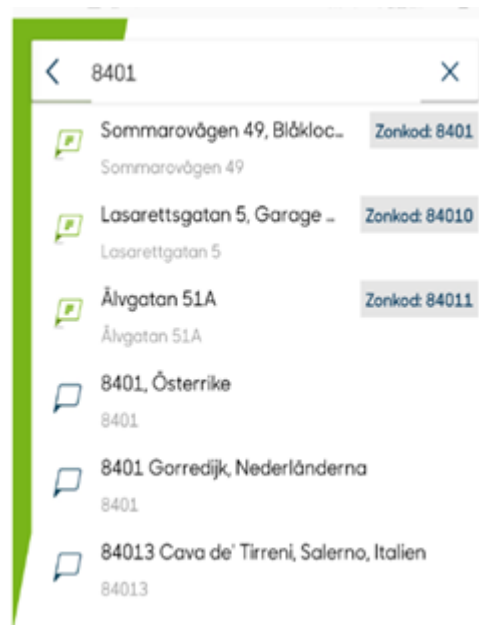 8401
Sommarovägen 49, Blåkloc... Zonkod: 8401
Sommarovägen 49
Lasarettsgatan 5, Garage ... Zonkod: 84010
Lasarettgatan 5
Älvgatan 51A Zonkod: 84011
Älvgatan 51A
8401, Österrike
8401
8401 Gorredijk, Nederländerna
8401
84013 Cava de' Tirreni, Salerno, Italien
84013